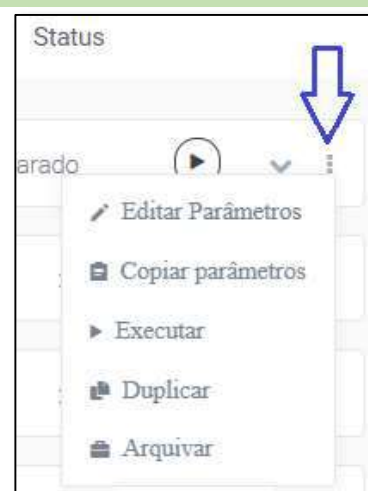 Status
arado
Editar Parâmetros
Copiar parâmetros
Executar
Duplicar
Arquivar